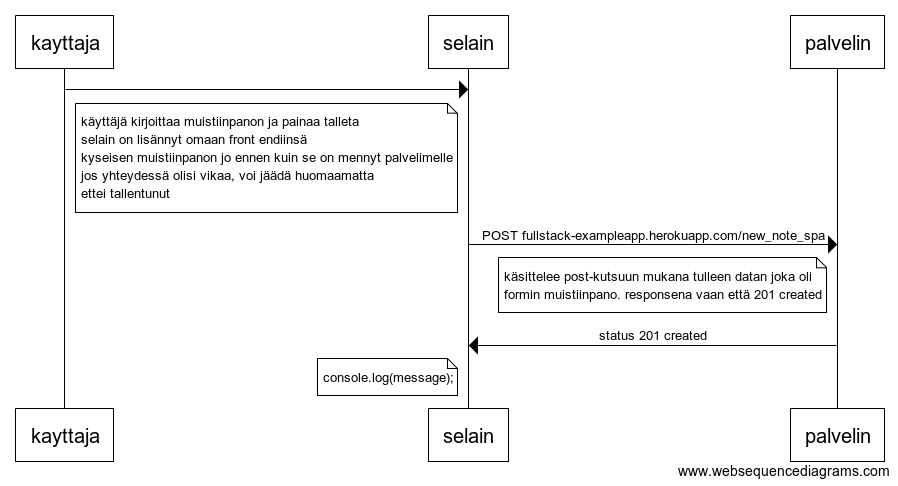 kayttaja
selain
palvelin
käyttäjä kirjoittaa muistiinpanon ja painaa talleta
selain on lisännyt omaan front endiinsä
kyseisen muistiinpanon jo ennen kuin se on mennyt palvelimelle
jos yhteydessä olisi vikaa, voi jäädä huomaamatta
ettei tallentunut
POST fullstack-exampleapp.herokuapp.com/new_note_spa
käsittelee post-kutsuun mukana tulleen datan joka oli
formin muistiinpano. responsena vaan että 201 created
status 201 created
console.log(message);
kayttaja
selain
palvelin
www.websequencediagrams.com